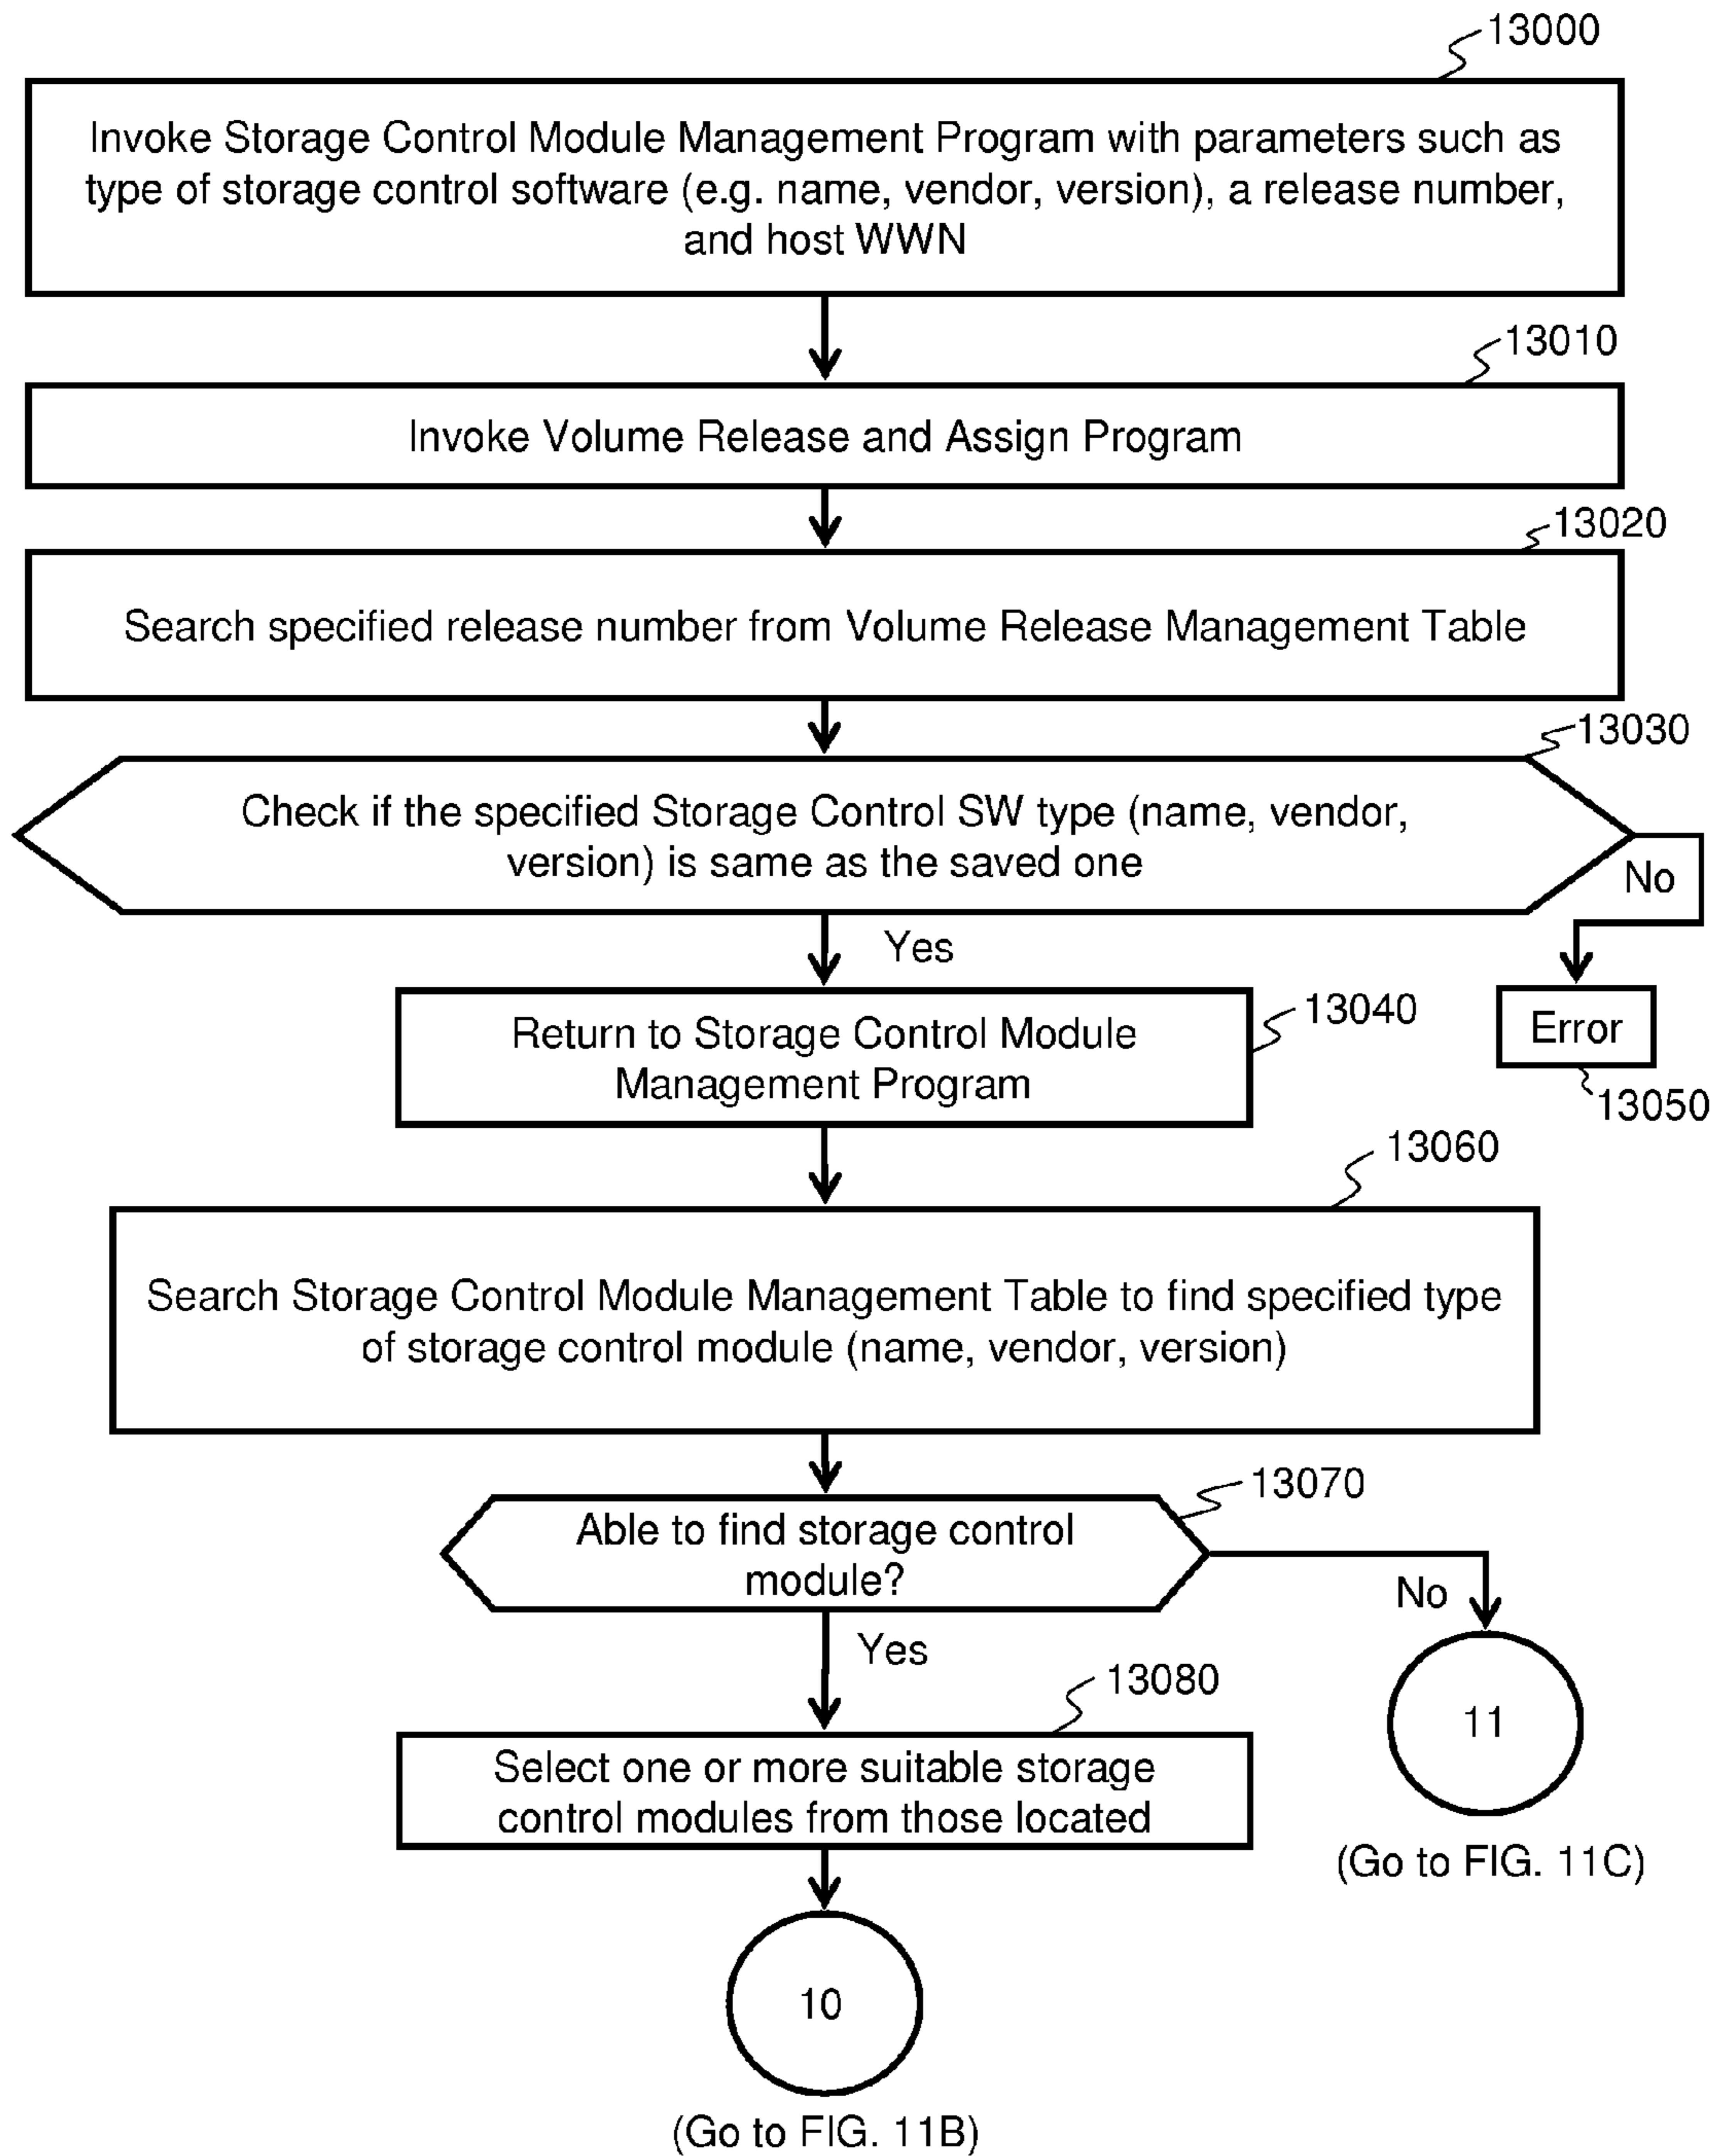 13000
Invoke Storage Control Module Management Program with parameters such as
type of storage control software (e.g. name, vendor, version), a release number,
and host WWN
13010
Invoke Volume Release and Assign Program
13020
Search specified release number from Volume Release Management Table
13030
Check if the specified Storage Control SW type (name, vendor,
version) is same as the saved one
No
Yes
13040
Return to Storage Control Module
Management Program
Error
13050
13060
Search Storage Control Module Management Table to find specified type
of storage control module (name, vendor, version)
13070
Able to find storage control
module?
No
Yes
13080
Select one or more suitable storage
control modules from those located
11
(Go to FIG. 11C)
10
(Go to FIG. 11B)